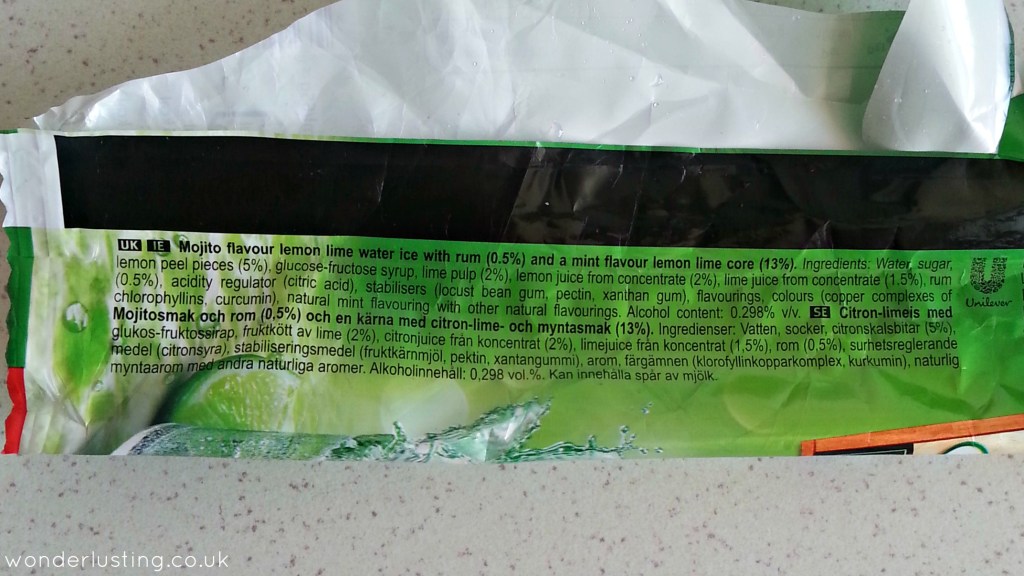 UK IE Mojito flavour lemon lime water ice with rum (0.5%) and a mint flavour lemon lime core (13%). Ingredients: Water, sugar,
lemon peel pieces (5%), glucose-fructose syrup, lime pulp (2%), lemon juice from concentrate (2%), lime juice from concentrate (1.5%), rum
(0.5%), acidity regulator (citric acid), stabilisers (locust bean gum, pectin, xanthan gum), flavourings, colours (copper complexes of
chlorophyllins, curcumin), natural mint flavouring with other natural flavourings. Alcohol content: 0.298% v/v. SE Citron-limeis med
Mojitosmak och rom (0,5%) och en kärna med citron-lime- och myntasmak (13%). Ingredienser: Vatten, socker, citronskalsbitar (5%),
glukos-fruktossirap, fruktkött av lime (2%), citronjuice från koncentrat (2%), limejuice från koncentrat (1,5%), rom (0,5%), surhetsreglerande
medel (citronsyra), stabiliseringsmedel (fruktkärnmjöl, pektin, xantangummi), arom, färgämnen (klorofyllinkopparkomplex, kurkumin), naturlig
myntaarom med andra naturliga aromer. Alkoholinnehåll: 0,298 vol.%. Kan innehålla spår av mjölk.
Unilever
wonderlusting.co.uk